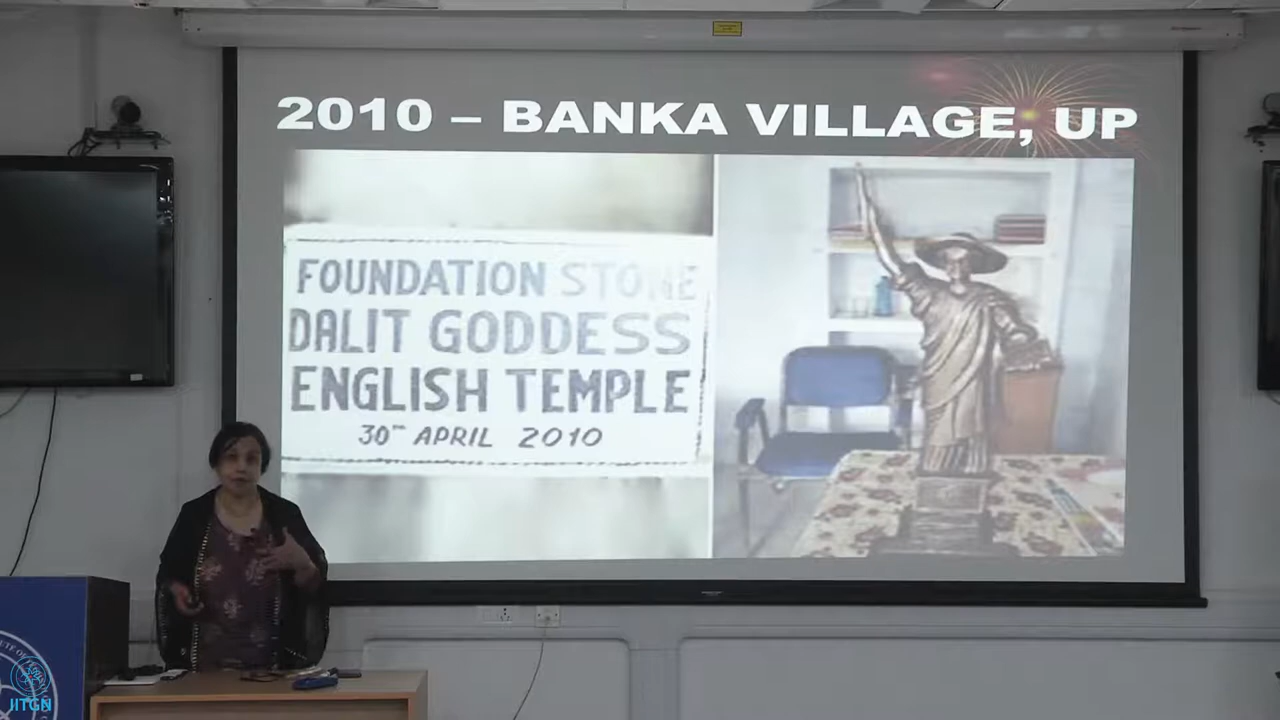 2010 – BANKA VILLAGE, UP
FOUNDATION STONE
DALIT GODDESS
ENGLISH TEMPLE
30TH APRIL 2010
IITGN